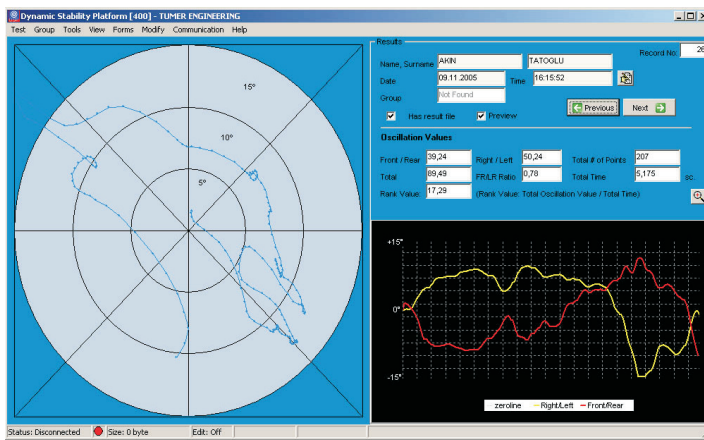 Dynamic Stability Platform [400] - TUMER ENGINEERING
Test Group Tools View Forms Modify Communication Help
15°
10°
5°
Results
Record No: 26
Name, Surname AKIN TATOGLU
Date 09.11.2005 Time 16:15:52
Group Not Found
Previous Next
Has result file Preview
Oscillation Values
Front / Rear 39,24 Right / Left 50,24 Total # of Points 207
Total 89,49 FR/LR Ratio 0,78 Total Time 5,175 sc.
Rank Value: 17,29 (Rank Value: Total Oscillation Value / Total Time)
+15°
0°
-15°
zeroline Right/Left Front/Rear
Status: Disconnected Size: 0 byte Edit: Off